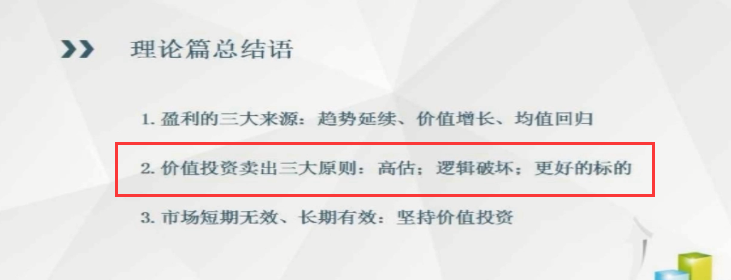 理论篇总结语
1. 盈利的三大来源：趋势延续、价值增长、均值回归
2. 价值投资卖出三大原则：高估；逻辑破坏；更好的标的
3. 市场短期无效、长期有效：坚持价值投资